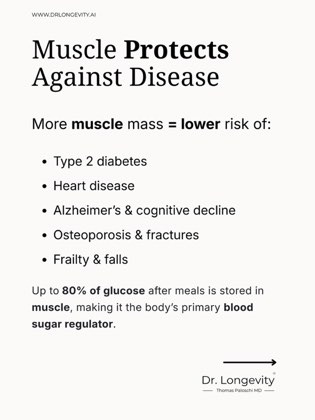 WWW.DRLONGEVITY.AI
Muscle Protects
Against Disease
More muscle mass = lower risk of:
• Type 2 diabetes
• Heart disease
• Alzheimer's & cognitive decline
• Osteoporosis & fractures
• Frailty & falls
Up to 80% of glucose after meals is stored in
muscle, making it the body's primary blood
sugar regulator.
Dr. Longevity
Thomas Paloschi MD